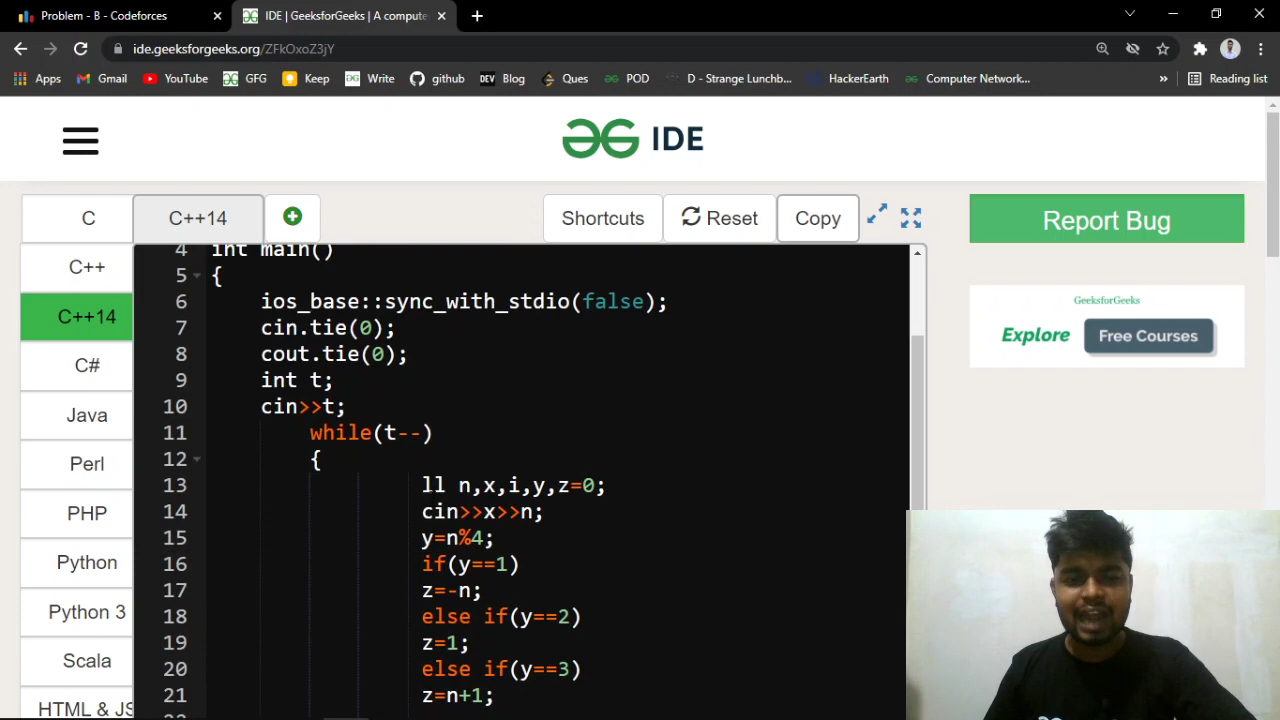 Problem - B - Codeforces
IDE | GeeksforGeeks | A compute
ide.geeksforgeeks.org/ZFkOxoZ3jY
Apps Gmail YouTube GFG Keep Write github DEV Blog Ques POD D - Strange Lunchb... HackerEarth Computer Network... » Reading list
IDE
C C++14 Shortcuts Reset Copy Report Bug
C++
C++14
C#
Java
Perl
PHP
Python
Python 3
Scala
HTML & JS
GeeksforGeeks
Explore Free Courses
4 int main()
5 {
6 ios_base::sync_with_stdio(false);
7 cin.tie(0);
8 cout.tie(0);
9 int t;
10 cin>>t;
11 while(t--)
12 {
13 ll n,x,i,y,z=0;
14 cin>>x>>n;
15 y=n%4;
16 if(y==1)
17 z=-n;
18 else if(y==2)
19 z=1;
20 else if(y==3)
21 z=n+1;